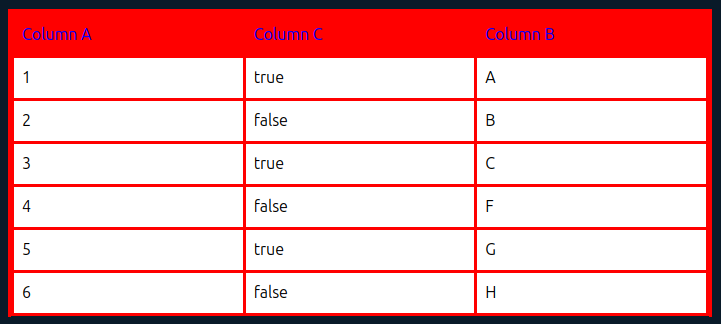 Column A Column C Column B
1 true A
2 false B
3 true C
4 false F
5 true G
6 false H